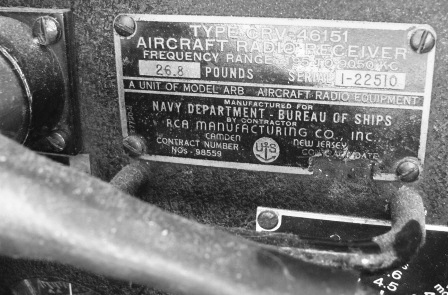 TYPE CRV-46151
AIRCRAFT RADIO RECEIVER
FREQUENCY RANGE
26.8 POUNDS SERIAL 1-22510
A UNIT OF MODEL ARB AIRCRAFT RADIO EQUIPMENT
MANUFACTURED FOR
NAVY DEPARTMENT - BUREAU OF SHIPS
BY CONTRACTOR
RCA MANUFACTURING CO., INC.
CAMDEN NEW JERSEY
CONTRACT NUMBER DATE
NOS-98559
U S